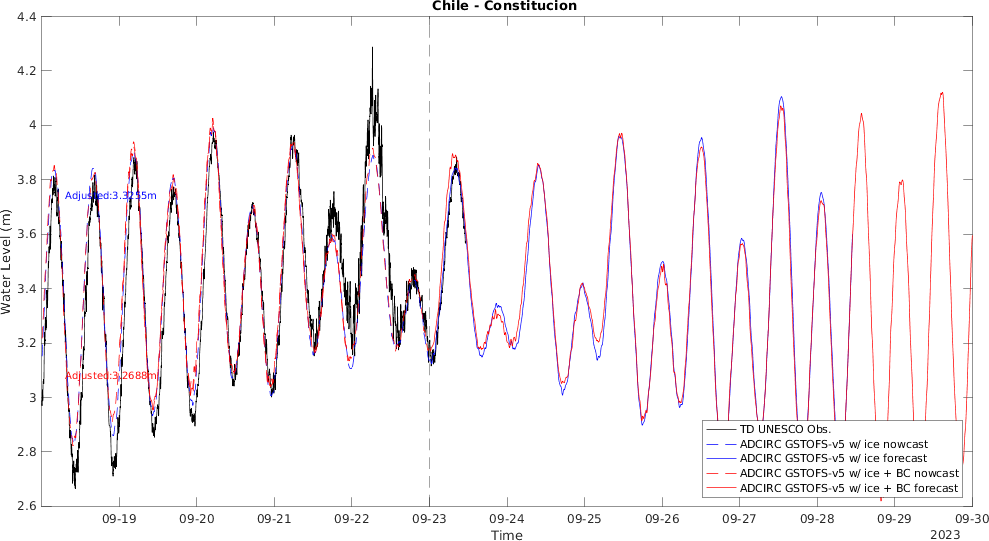 Chile - Constitucion
4.4
4.2
4
3.8
3.6
3.4
3.2
3
2.8
2.6
Water Level (m)
Adjusted:3.3255m
Adjusted:3.2688m
TD UNESCO Obs.
ADCIRC GSTOFS-v5 w/ ice nowcast
ADCIRC GSTOFS-v5 w/ ice forecast
ADCIRC GSTOFS-v5 w/ ice + BC nowcast
ADCIRC GSTOFS-v5 w/ ice + BC forecast
09-19 09-20 09-21 09-22 09-23 09-24 09-25 09-26 09-27 09-28 09-29 09-30
Time
2023